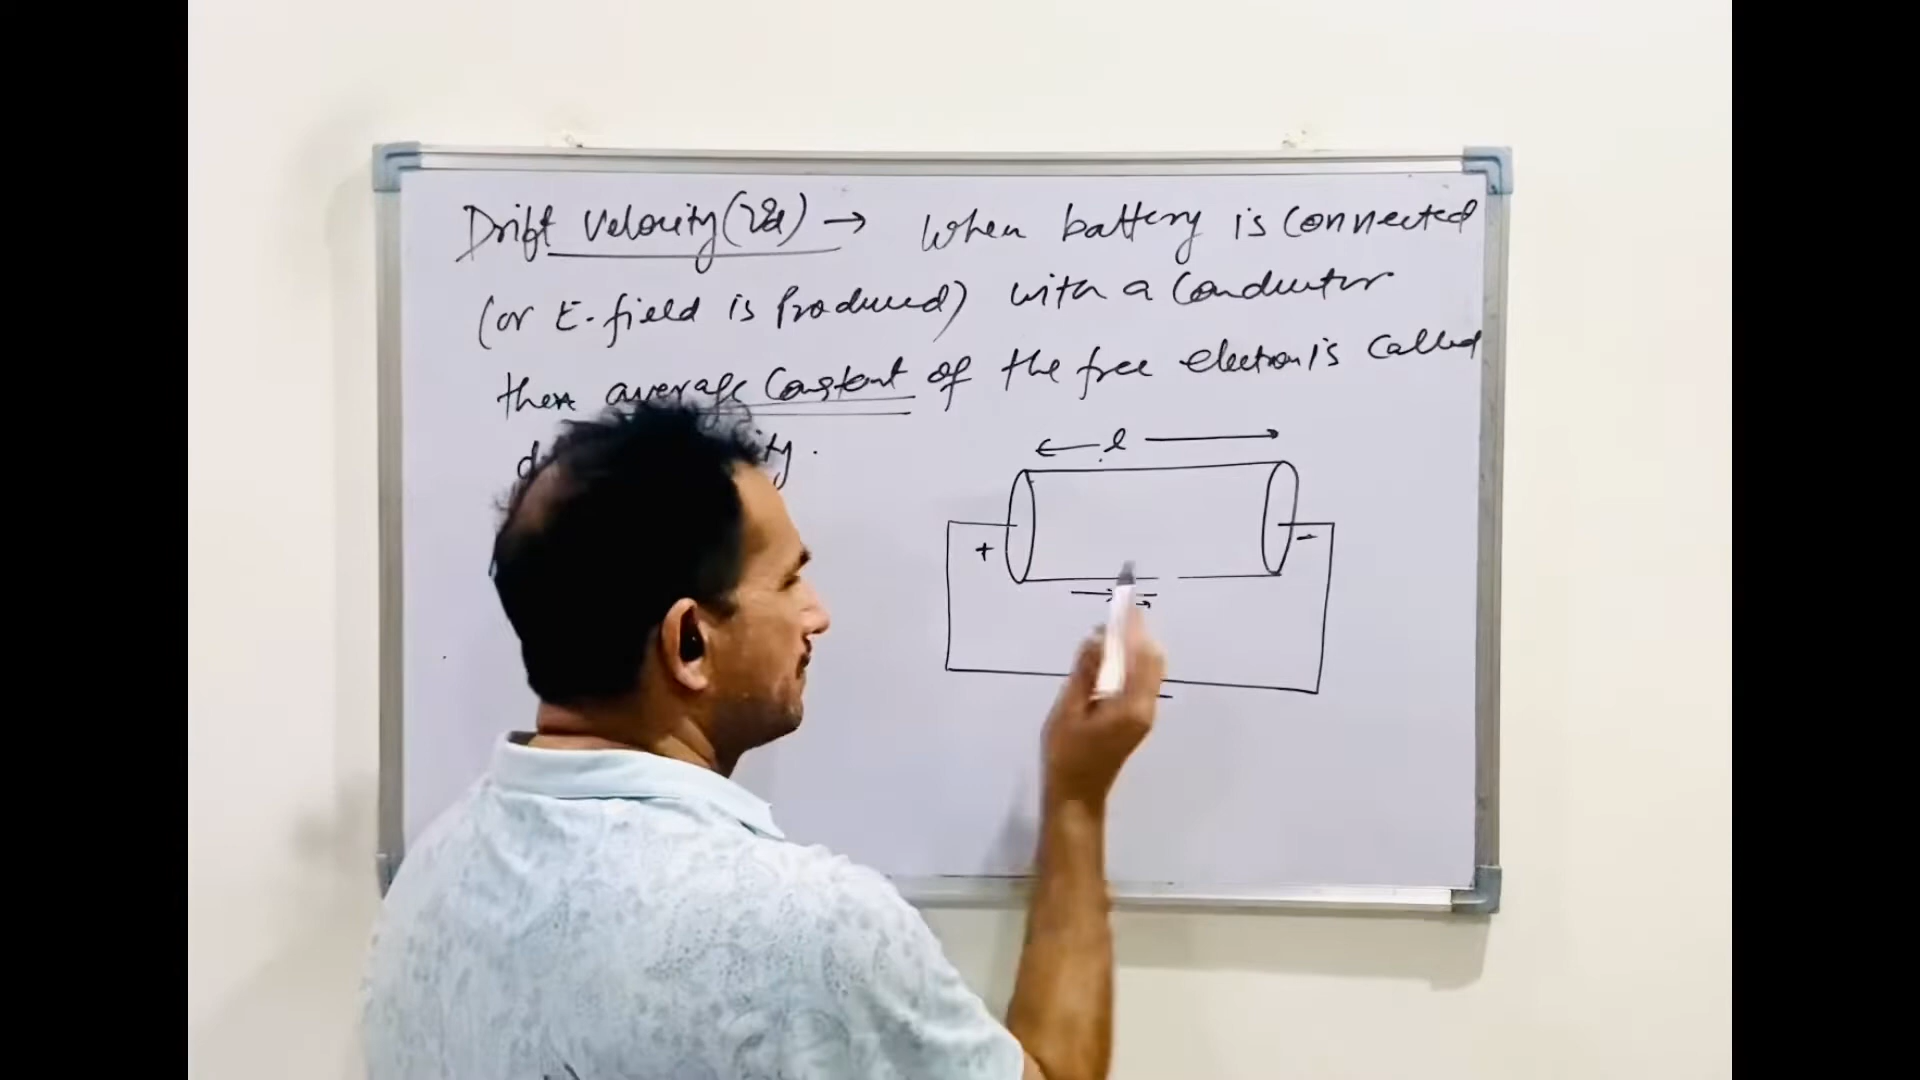 Drift Velocity (Vd) → When battery is connected
(or E-field is Produced) with a Conductor
then average Constant of the free electron is called
ity.
← l →
+ -